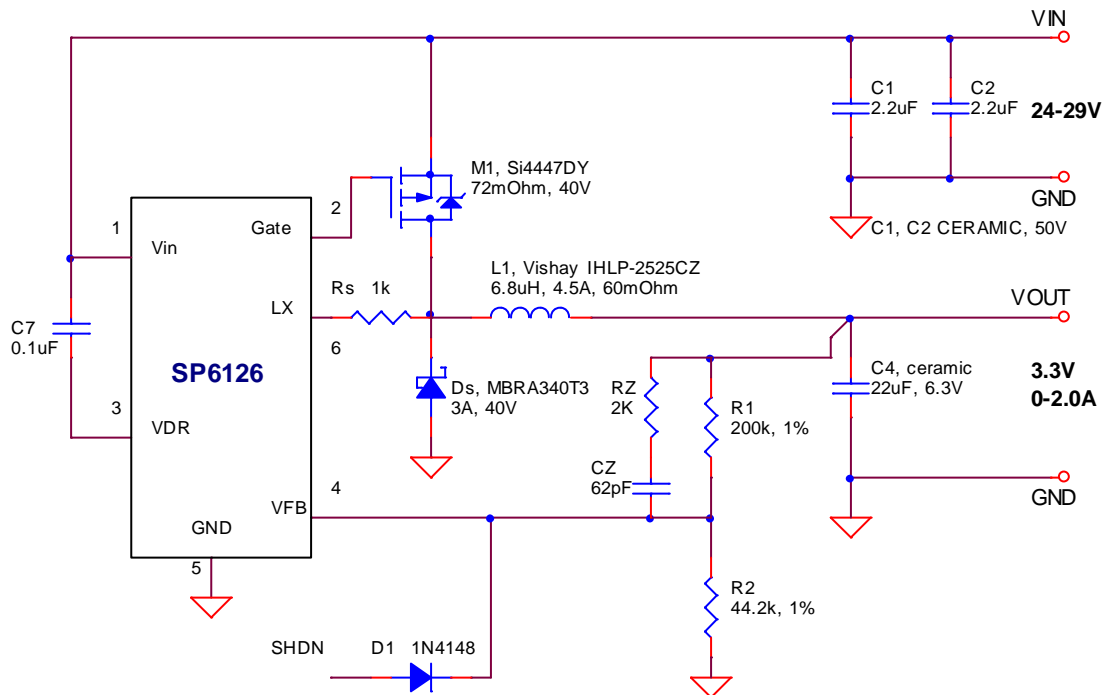 VIN
C1
2.2uF
C2
2.2uF
24-29V
M1, Si4447DY
72mOhm, 40V
GND
C1, C2 CERAMIC, 50V
1
Vin
2
Gate
L1, Vishay IHLP-2525CZ
6.8uH, 4.5A, 60mOhm
Rs 1k
LX
VOUT
C7
0.1uF
6
SP6126
Ds, MBRA340T3
3A, 40V
C4, ceramic
22uF, 6.3V
3.3V
0-2.0A
RZ
2K
R1
200k, 1%
3
VDR
CZ
62pF
4
VFB
GND
GND
5
R2
44.2k, 1%
SHDN
D1 1N4148